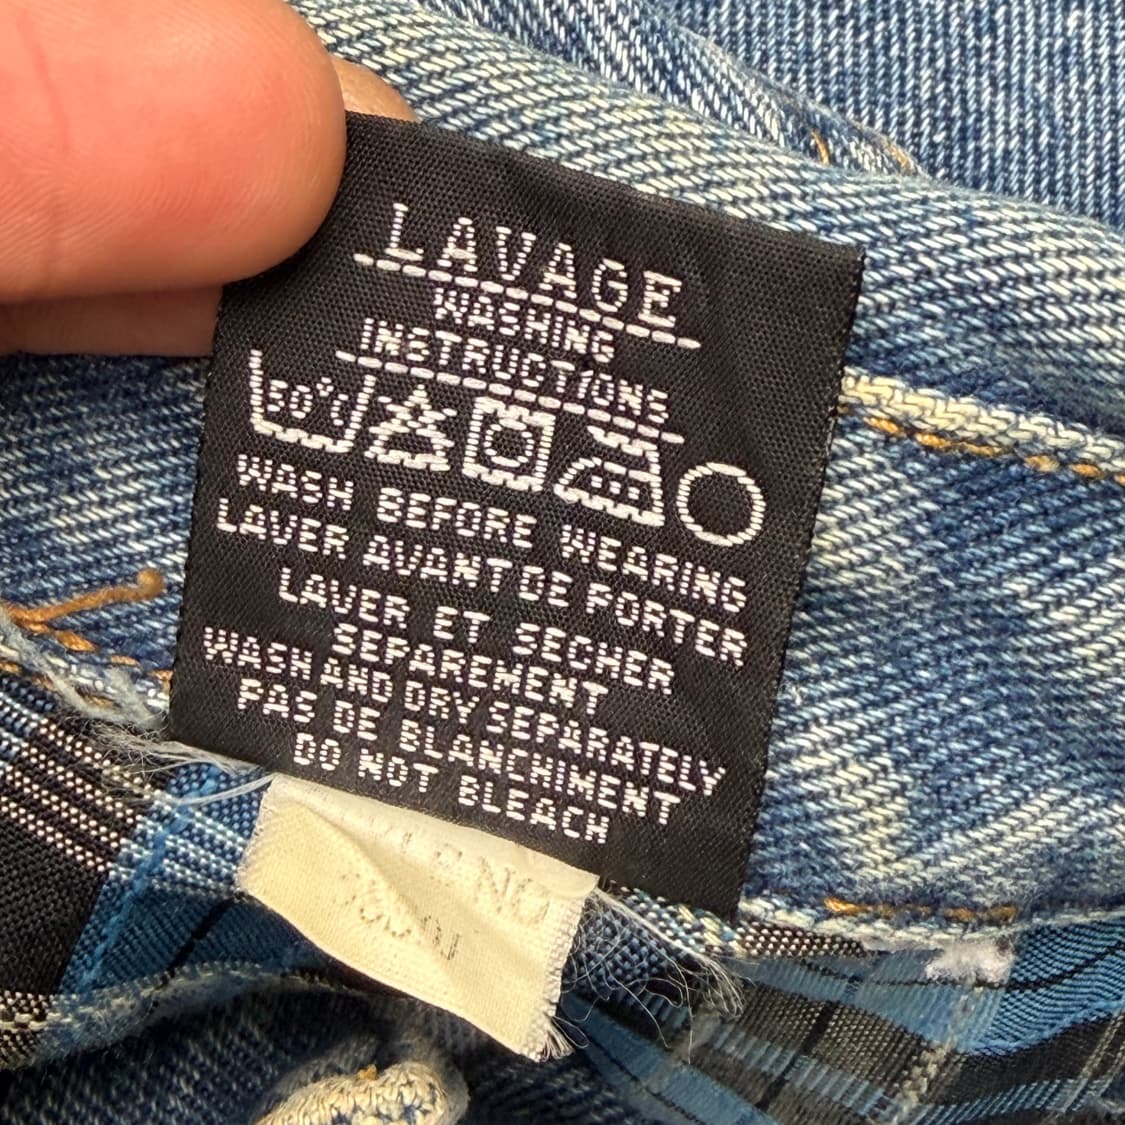 LAVAGE
WASHING
INSTRUCTIONS
WASH BEFORE WEARING
LAVER AVANT DE PORTER
LAVER ET SECHER
SEPAREMENT
WASH AND DRY SEPARATELY
PAS DE BLANCHIMENT
DO NOT BLEACH